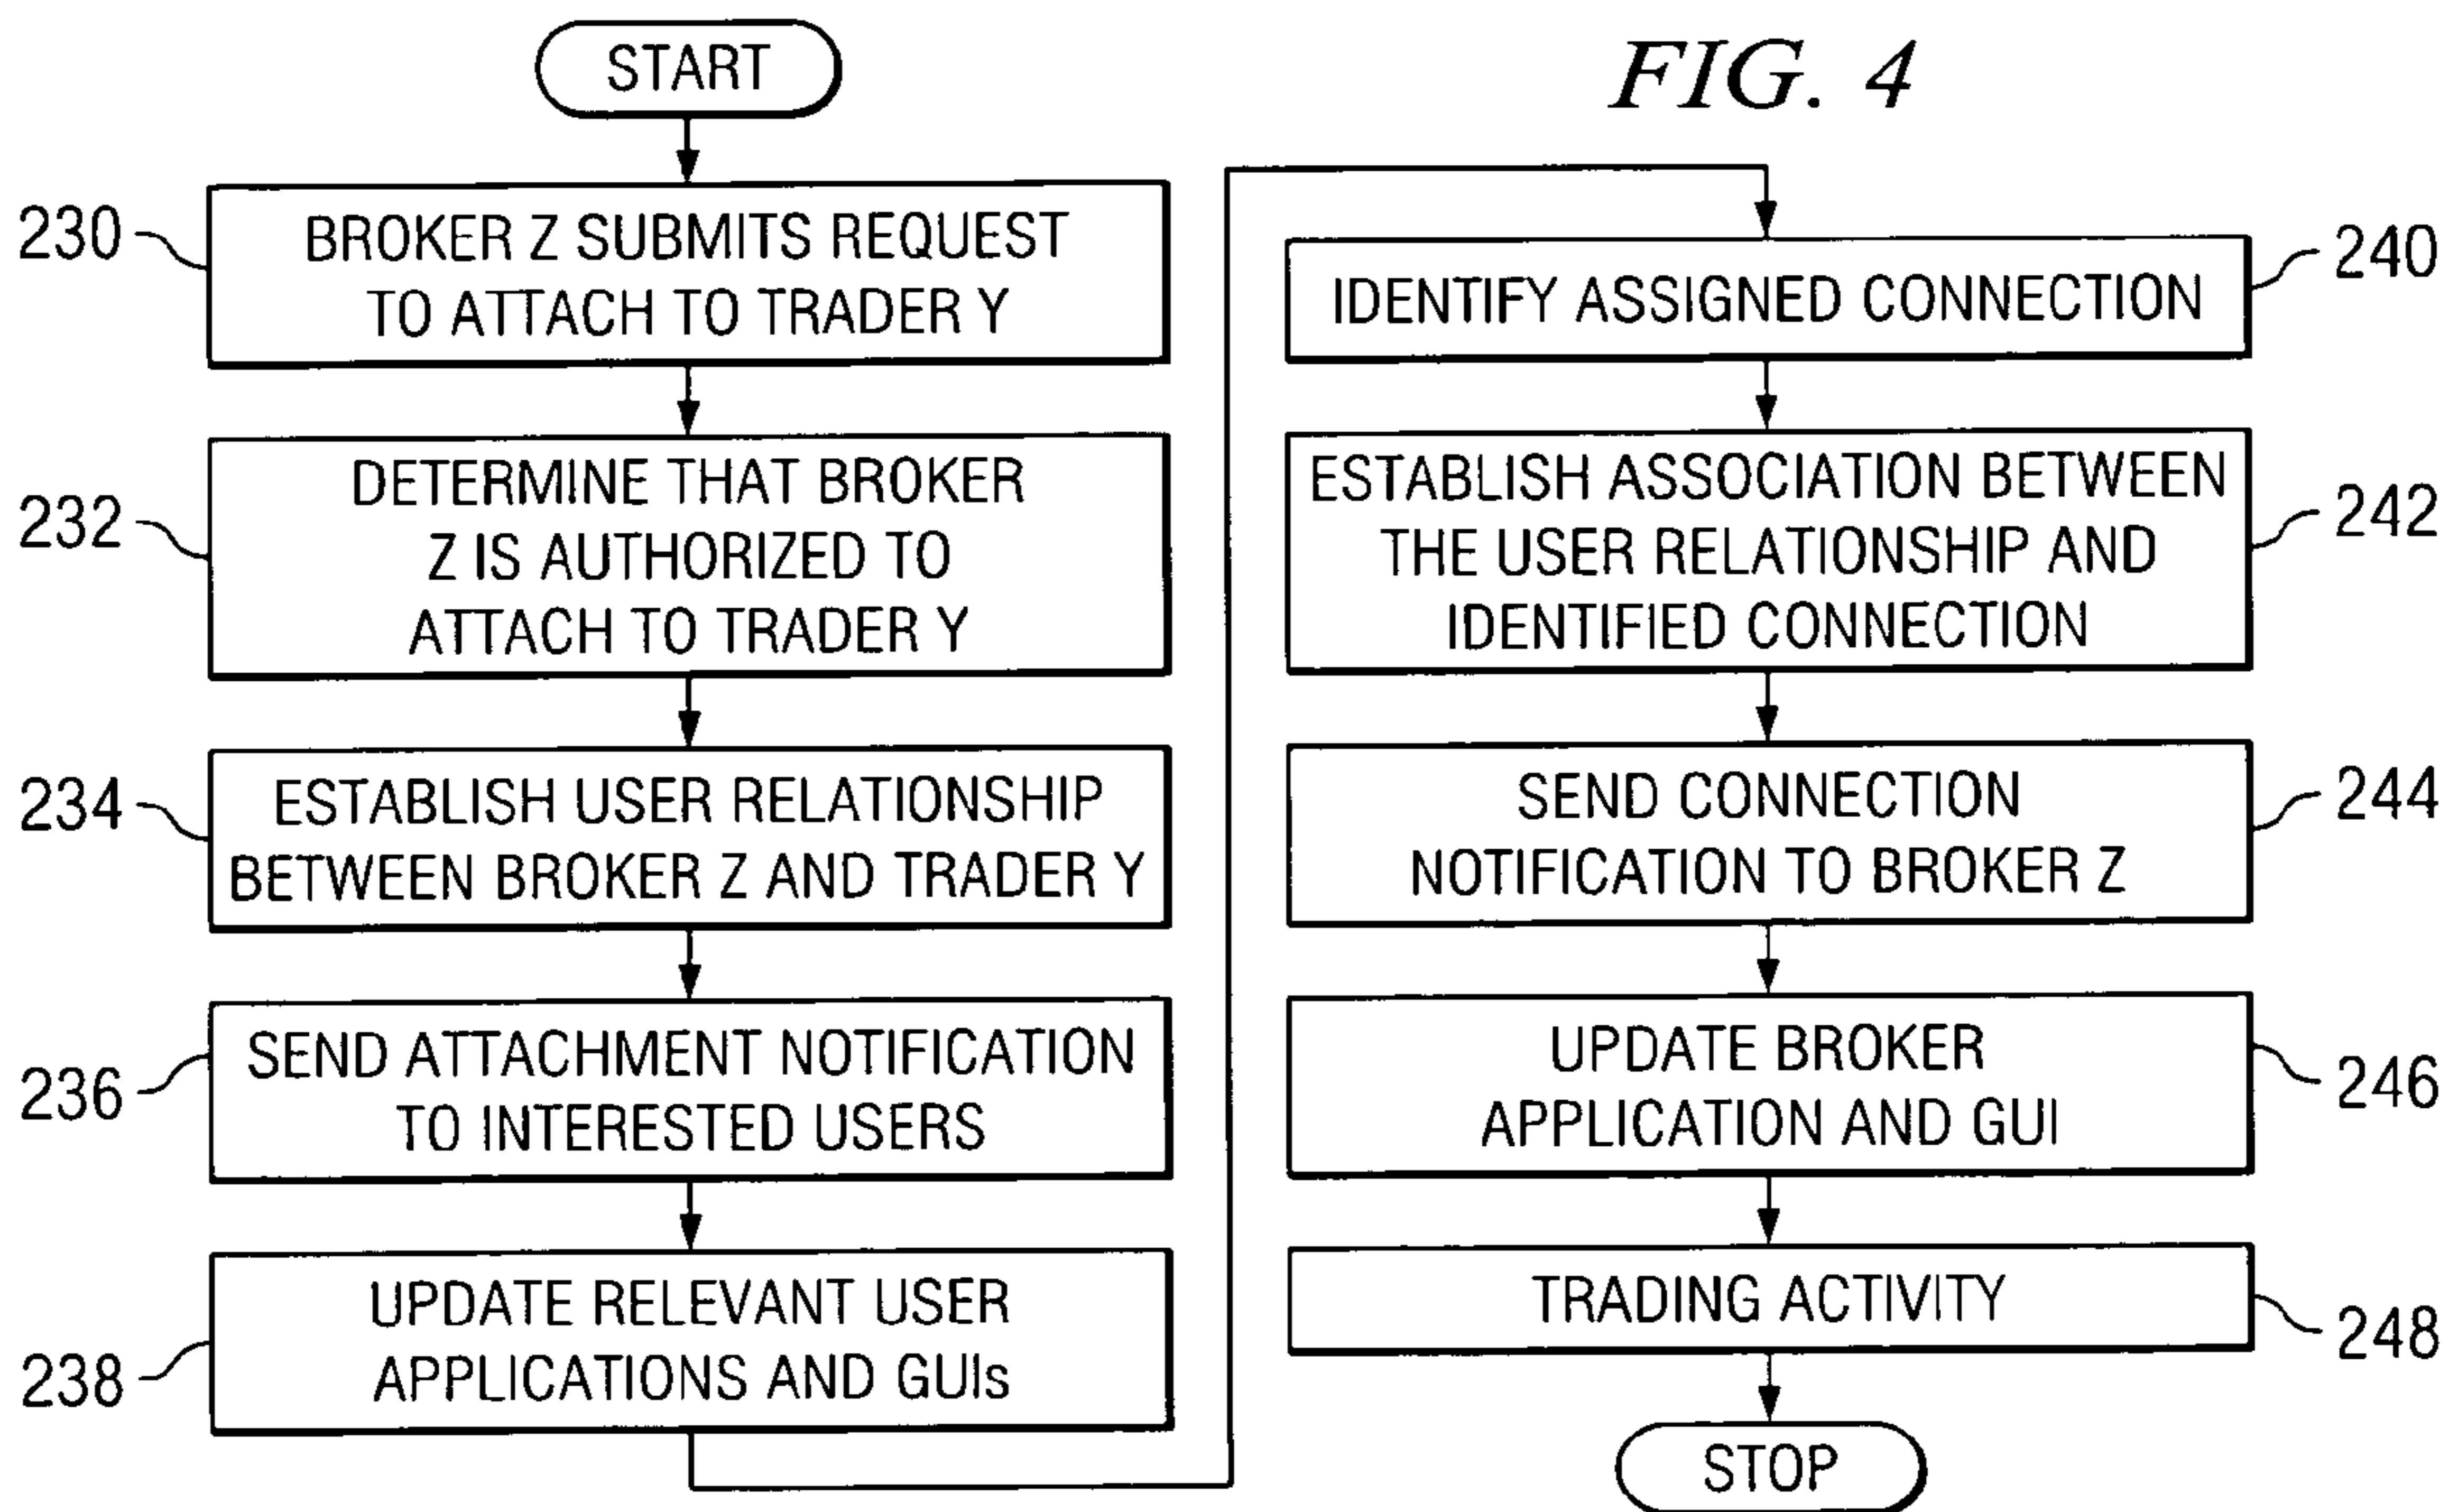 FIG. 4
START
230
BROKER Z SUBMITS REQUEST
TO ATTACH TO TRADER Y
232
DETERMINE THAT BROKER
Z IS AUTHORIZED TO
ATTACH TO TRADER Y
234
ESTABLISH USER RELATIONSHIP
BETWEEN BROKER Z AND TRADER Y
236
SEND ATTACHMENT NOTIFICATION
TO INTERESTED USERS
238
UPDATE RELEVANT USER
APPLICATIONS AND GUIs
240
IDENTIFY ASSIGNED CONNECTION
242
ESTABLISH ASSOCIATION BETWEEN
THE USER RELATIONSHIP AND
IDENTIFIED CONNECTION
244
SEND CONNECTION
NOTIFICATION TO BROKER Z
246
UPDATE BROKER
APPLICATION AND GUI
248
TRADING ACTIVITY
STOP